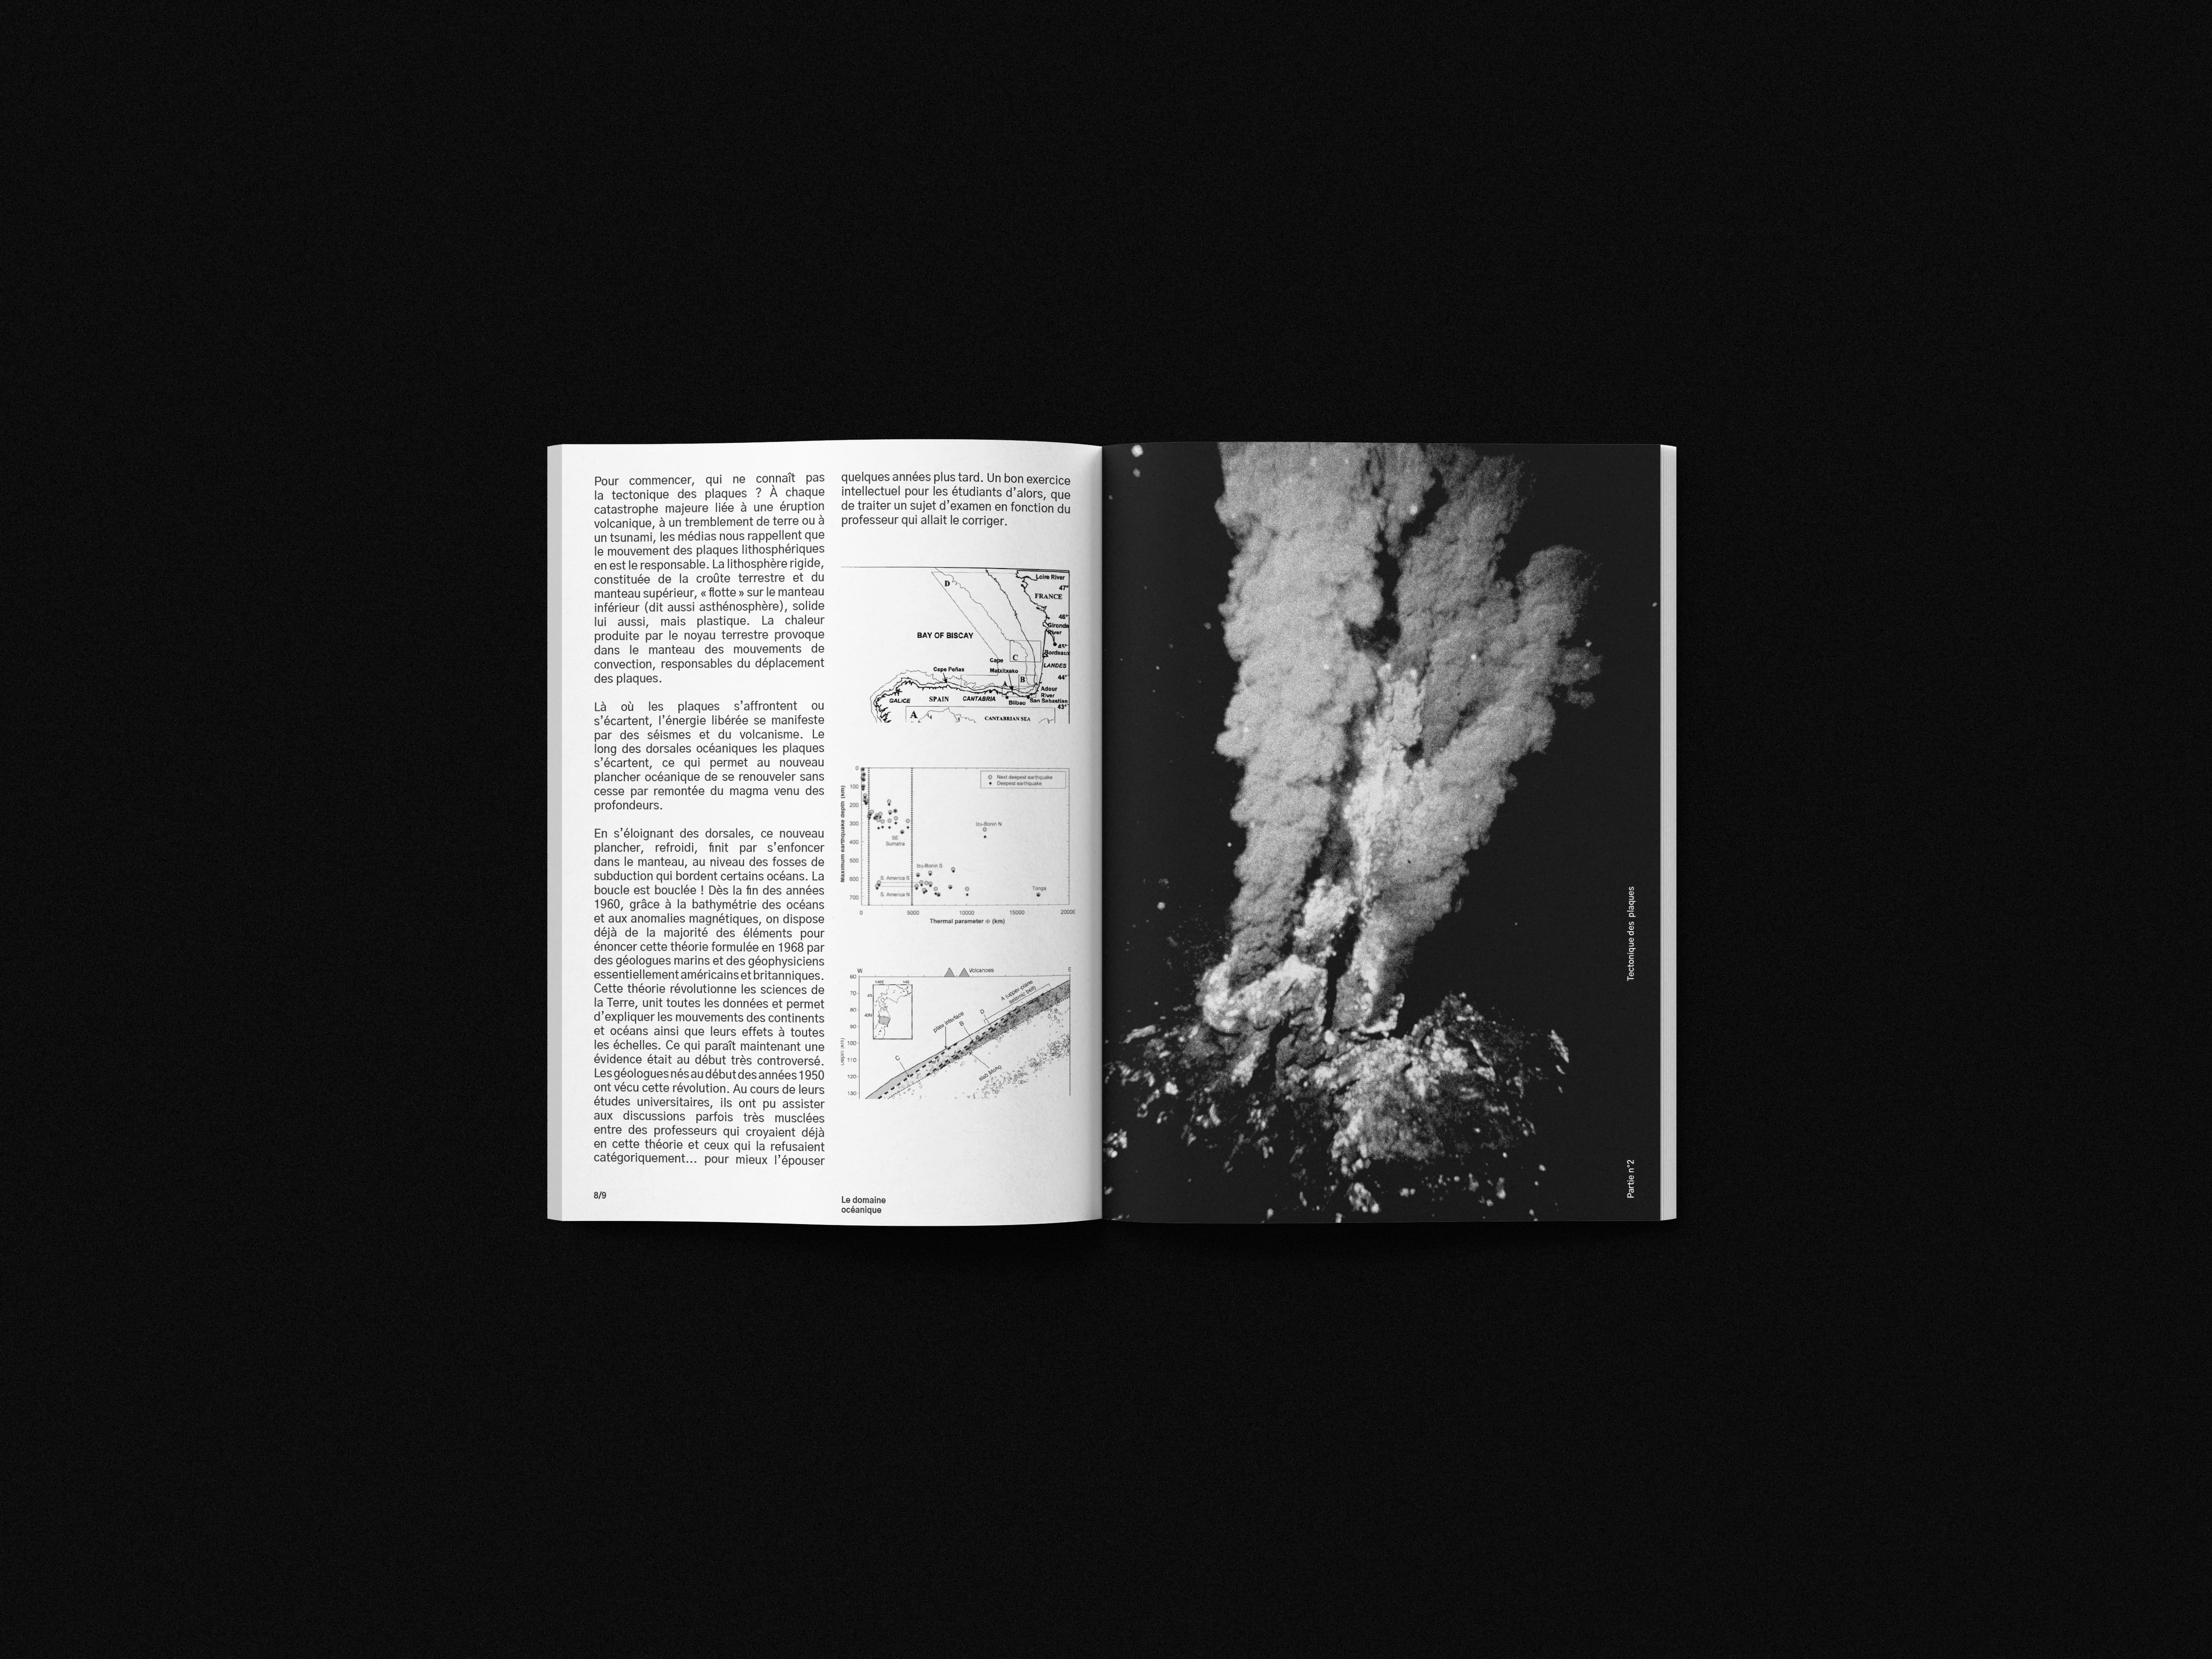 Pour commencer, qui ne connaît pas
la tectonique des plaques ? À chaque
catastrophe majeure liée à une éruption
volcanique, à un tremblement de terre ou à
un tsunami, les médias nous rappellent que
le mouvement des plaques lithosphériques
en est le responsable. La lithosphère rigide,
constituée de la croûte terrestre et du
manteau supérieur, « flotte » sur le manteau
inférieur (dit aussi asthénosphère), solide
lui aussi, mais plastique. La chaleur
produite par le noyau terrestre provoque
dans le manteau des mouvements de
convection, responsables du déplacement
des plaques.
Là où les plaques s’affrontent ou
s’écartent, l’énergie libérée se manifeste
par des séismes et du volcanisme. Le
long des dorsales océaniques les plaques
s’écartent, ce qui permet au nouveau
plancher océanique de se renouveler sans
cesse par remontée du magma venu des
profondeurs.
En s’éloignant des dorsales, ce nouveau
plancher, refroidi, finit par s’enfoncer
dans le manteau, au niveau des fosses de
subduction qui bordent certains océans. La
boucle est bouclée ! Dès la fin des années
1960, grâce à la bathymétrie des océans
et aux anomalies magnétiques, on dispose
déjà de la majorité des éléments pour
énoncer cette théorie formulée en 1968 par
des géologues marins et des géophysiciens
essentiellement américains et britanniques.
Cette théorie révolutionne les sciences de
la Terre, unit toutes les données et permet
d’expliquer les mouvements des continents
et océans ainsi que leurs effets à toutes
les échelles. Ce qui paraît maintenant une
évidence était au début très controversé.
Les géologues nés au début des années 1950
ont vécu cette révolution. Au cours de leurs
études universitaires, ils ont pu assister
aux discussions parfois très musclées
entre des professeurs qui croyaient déjà
en cette théorie et ceux qui la refusaient
catégoriquement... pour mieux l’épouser
8/9
quelques années plus tard. Un bon exercice
intellectuel pour les étudiants d’alors, que
de traiter un sujet d’examen en fonction du
professeur qui allait le corriger.
D
Loire River
47°
FRANCE
46°
Gironde
River
BAY OF BISCAY
45°
Bordeaux
C
Cape
Matxitxako
LANDES
Cape Peñas
44°
A
B
Adour
River
GALICE
SPAIN
CANTABRIA
Bilbao
San Sebastian
43°
A
CANTABRIAN SEA
Maximum earthquake depth (km)
0
100
200
300
400
500
600
700
Next deepest earthquake
Deepest earthquake
Izu-Bonin N
SE
Sumatra
Izu-Bonin S
S. America S
S. America N
Tonga
0
5000
10000
15000
20000
Thermal parameter Φ (km)
W
Volcanoes
E
60
70
80
90
100
110
120
130
Depth (km)
40N
A (upper-plane
seismic belt)
plate interface
B
D
C
slab Moho
Le domaine
océanique
Tectonique des plaques
Partie n°2